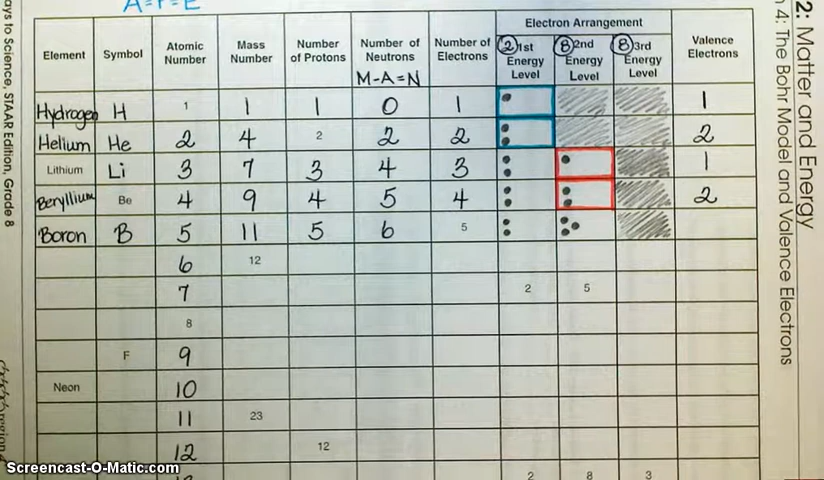 A=P=E
Electron Arrangement
Element Symbol Atomic Number Mass Number Number of Protons Number of Neutrons M-A=N Number of Electrons (2) 1st Energy Level (8) 2nd Energy Level (8) 3rd Energy Level Valence Electrons
Hydrogen H 1 1 1 0 1 1
Helium He 2 4 2 2 2 2
Lithium Li 3 7 3 4 3 1
Beryllium Be 4 9 4 5 4 2
Boron B 5 11 5 6 5
6 12
7 2 5
8
F 9
Neon 10
11 23
12 12
2 8 3
2: Matter and Energy
4: The Bohr Model and Valence Electrons
ays to Science, STAAR Edition, Grade 8
Screencast-O-Matic.com